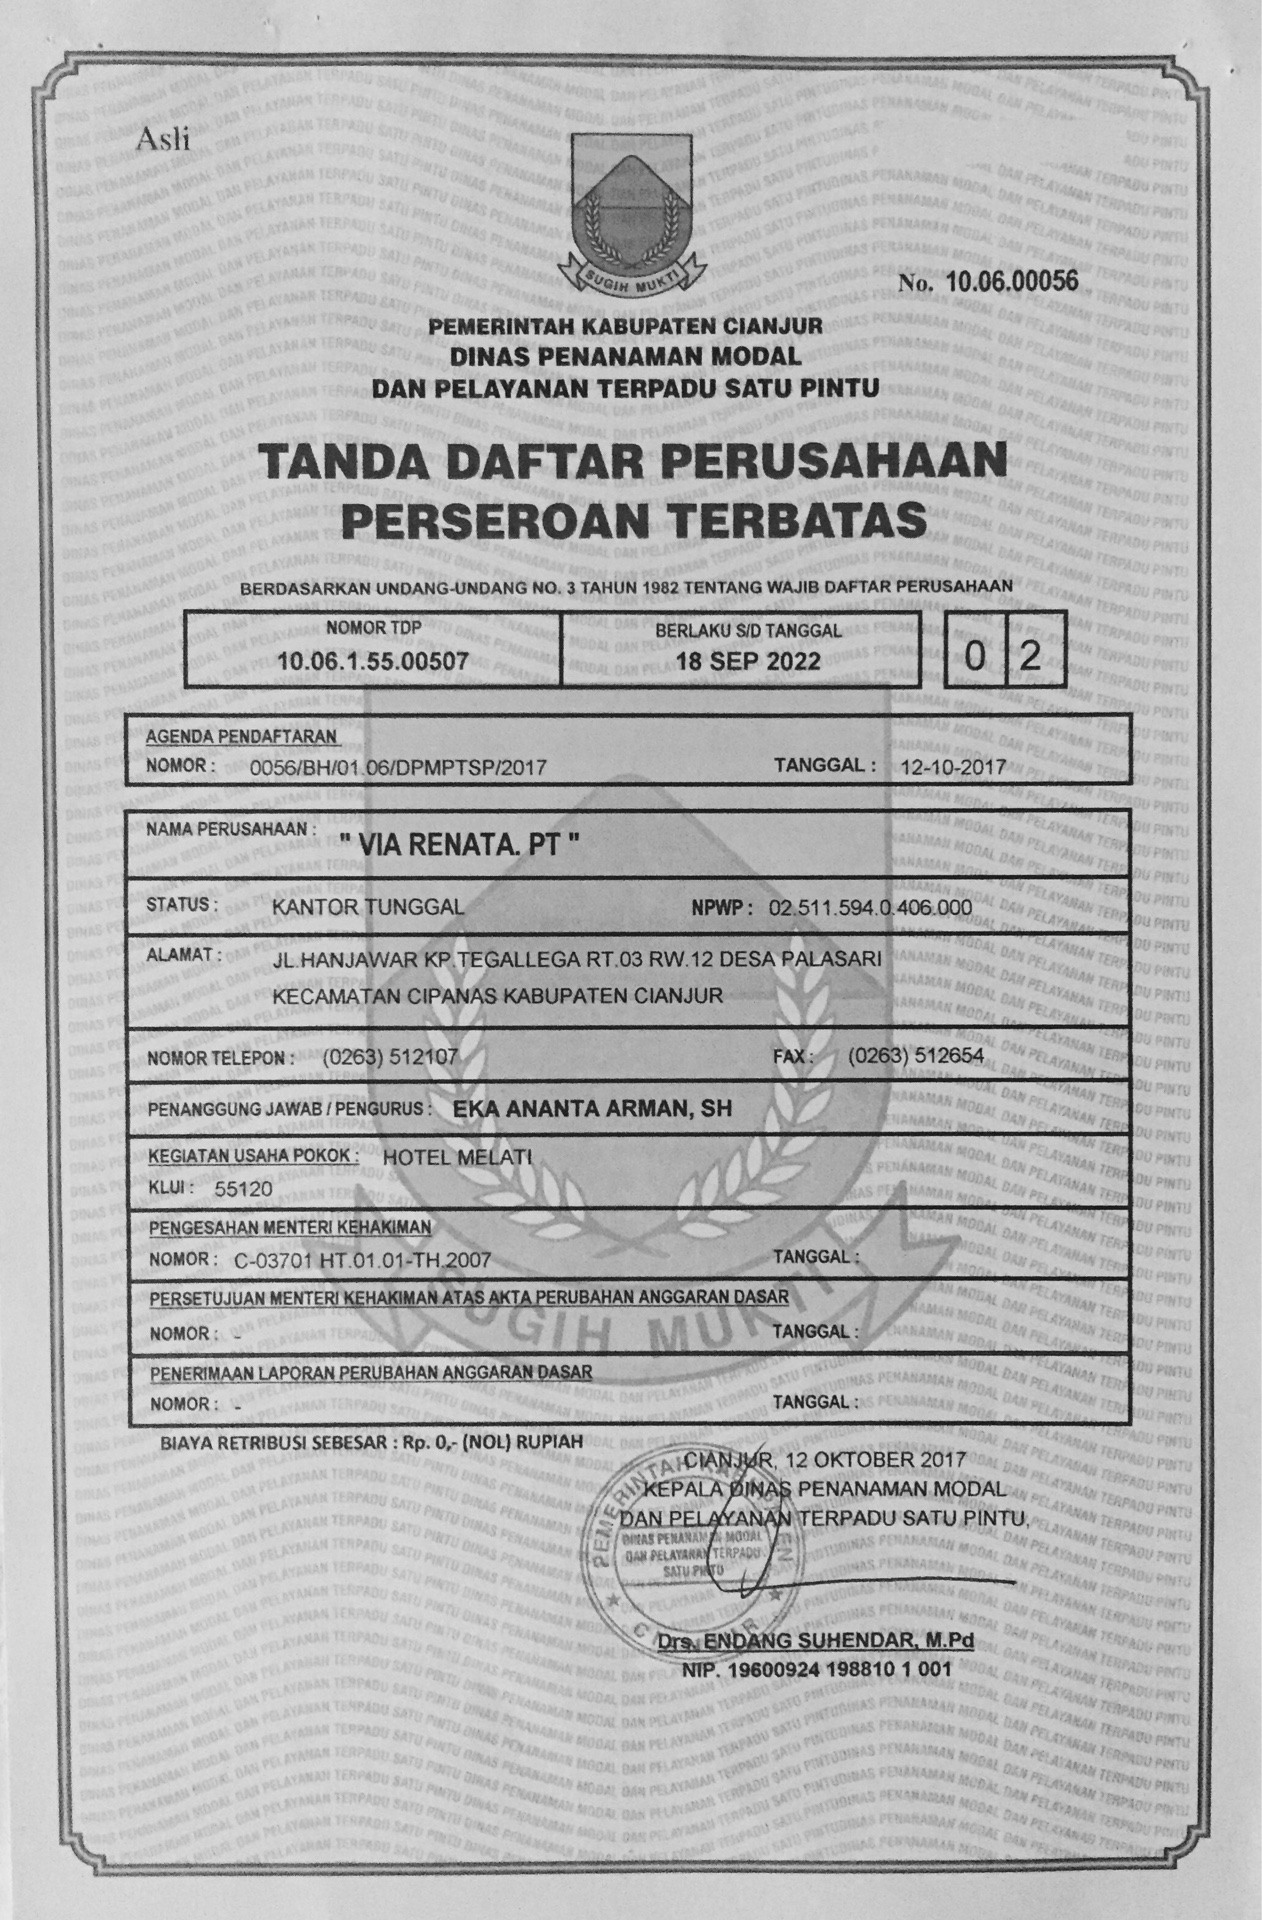 Asli
SUGIH MUKTI
No. 10.06.00056
PEMERINTAH KABUPATEN CIANJUR
DINAS PENANAMAN MODAL
DAN PELAYANAN TERPADU SATU PINTU
TANDA DAFTAR PERUSAHAAN
PERSEROAN TERBATAS
BERDASARKAN UNDANG-UNDANG NO. 3 TAHUN 1982 TENTANG WAJIB DAFTAR PERUSAHAAN
NOMOR TDP
10.06.1.55.00507
BERLAKU S/D TANGGAL
18 SEP 2022
0 2
AGENDA PENDAFTARAN
NOMOR : 0056/BH/01.06/DPMPTSP/2017 TANGGAL : 12-10-2017
NAMA PERUSAHAAN : " VIA RENATA. PT "
STATUS : KANTOR TUNGGAL NPWP : 02.511.594.0.406.000
ALAMAT : JL.HANJAWAR KP.TEGALLEGA RT.03 RW.12 DESA PALASARI
KECAMATAN CIPANAS KABUPATEN CIANJUR
NOMOR TELEPON : (0263) 512107 FAX : (0263) 512654
PENANGGUNG JAWAB / PENGURUS : EKA ANANTA ARMAN, SH
KEGIATAN USAHA POKOK : HOTEL MELATI
KLUI : 55120
PENGESAHAN MENTERI KEHAKIMAN
NOMOR : C-03701 HT.01.01-TH.2007 TANGGAL :
PERSETUJUAN MENTERI KEHAKIMAN ATAS AKTA PERUBAHAN ANGGARAN DASAR
NOMOR : - TANGGAL :
PENERIMAAN LAPORAN PERUBAHAN ANGGARAN DASAR
NOMOR : - TANGGAL :
SUGIH MUKTI
BIAYA RETRIBUSI SEBESAR : Rp. 0,- (NOL) RUPIAH
CIANJUR, 12 OKTOBER 2017
KEPALA DINAS PENANAMAN MODAL
DAN PELAYANAN TERPADU SATU PINTU,
DINAS PENANAMAN MODAL
DAN PELAYANAN TERPADU
SATU PINTU
Drs. ENDANG SUHENDAR, M.Pd
NIP. 19600924 198810 1 001